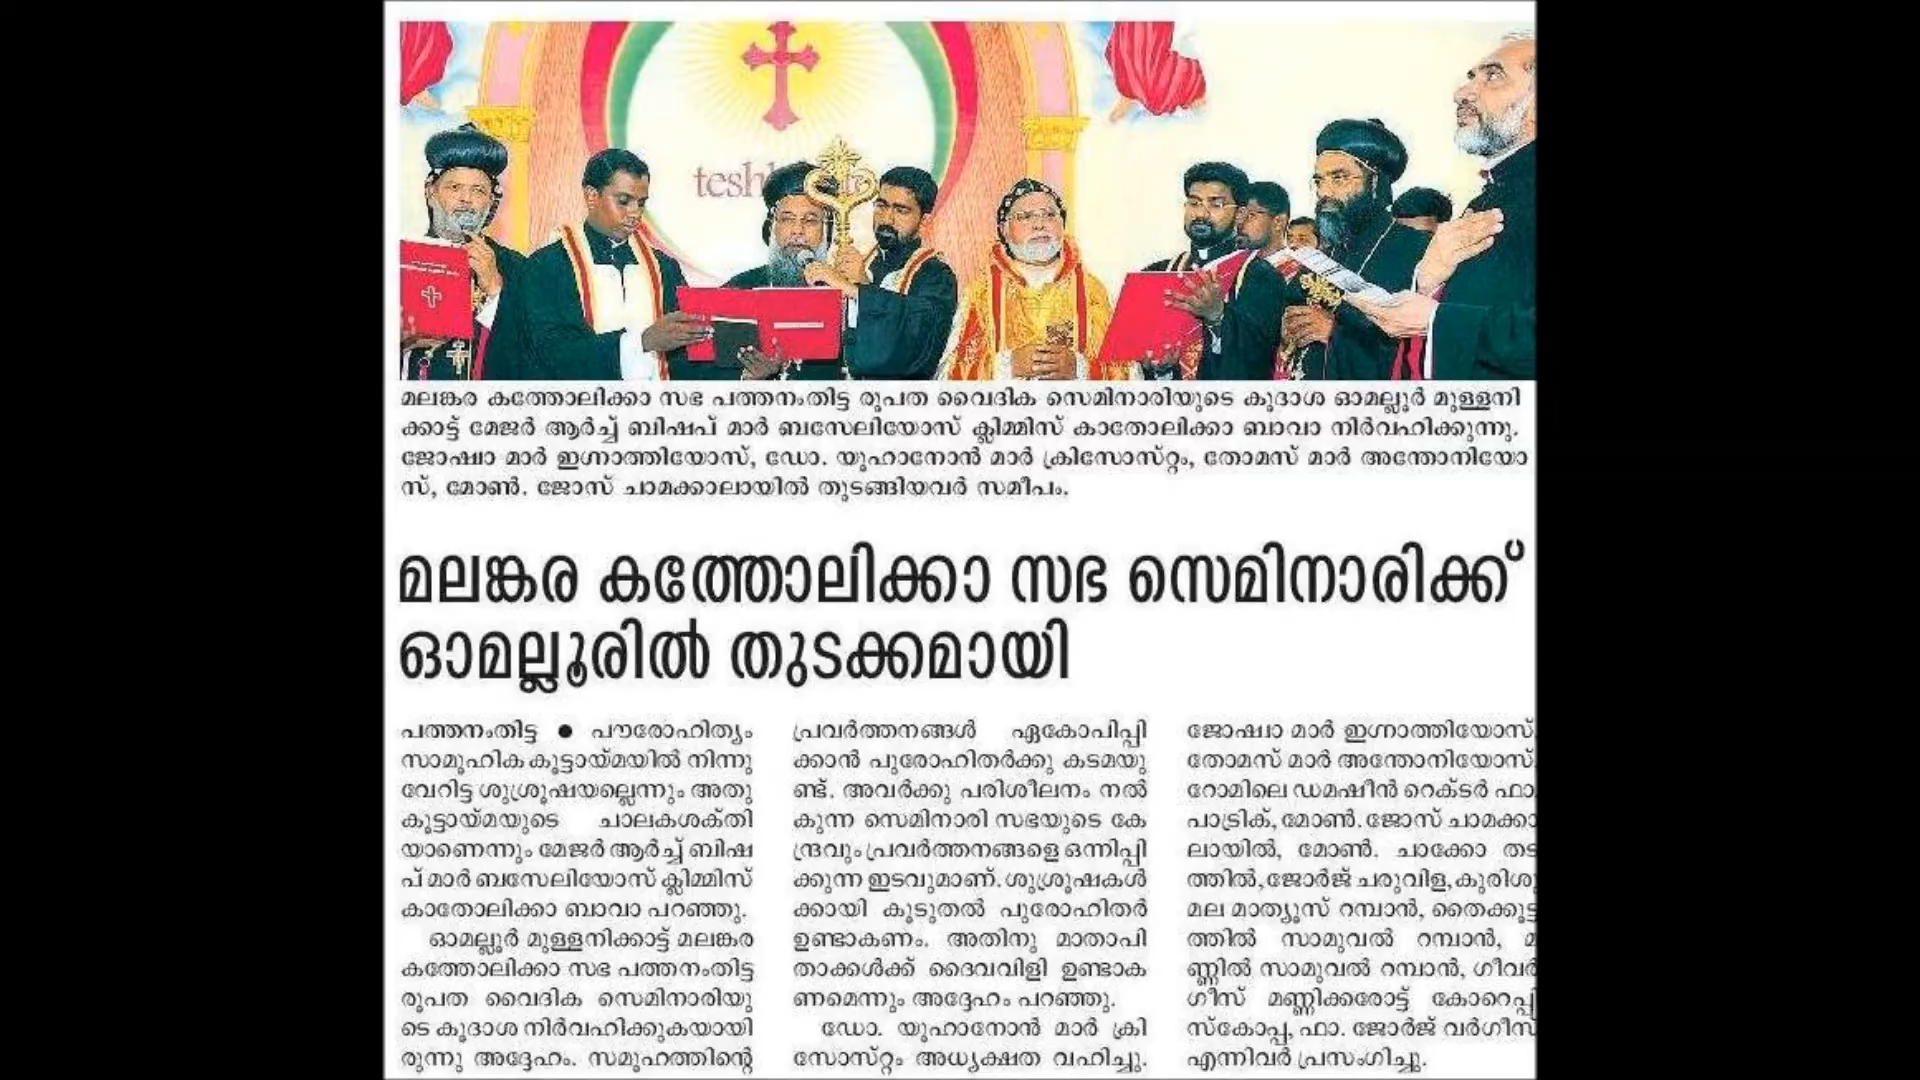 മലങ്കര കത്തോലിക്കാ സഭ പത്തനംതിട്ട രൂപത വൈദിക സെമിനാരിയുടെ കൂദാശ ഓമല്ലൂർ മുള്ളനി
ക്കാട്ട് മേജർ ആർച്ച് ബിഷപ് മാർ ബസേലിയോസ് ക്ലിമ്മിസ് കാതോലിക്കാ ബാവാ നിർവഹിക്കുന്നു.
ജോഷ്വാ മാർ ഇഗ്നാത്തിയോസ്, ഡോ. യൂഹാനോൻ മാർ ക്രിസോസ്റ്റം, തോമസ് മാർ അന്തോനിയോ
സ്, മോൺ. ജോസ് ചാമക്കാലായിൽ തുടങ്ങിയവർ സമീപം.
മലങ്കര കത്തോലിക്കാ സഭ സെമിനാരിക്ക്
ഓമല്ലൂരിൽ തുടക്കമായി
പത്തനംതിട്ട ● പൗരോഹിത്യം
സാമൂഹിക കൂട്ടായ്മയിൽ നിന്നു
വേറിട്ട ശുശ്രൂഷയല്ലെന്നും അതു
കൂട്ടായ്മയുടെ ചാലകശക്തി
യാണെന്നും മേജർ ആർച്ച് ബിഷ
പ് മാർ ബസേലിയോസ് ക്ലിമ്മിസ്
കാതോലിക്കാ ബാവാ പറഞ്ഞു.
ഓമല്ലൂർ മുള്ളനിക്കാട്ട് മലങ്കര
കത്തോലിക്കാ സഭ പത്തനംതിട്ട
രൂപത വൈദിക സെമിനാരിയു
ടെ കൂദാശ നിർവഹിക്കുകയായി
രുന്നു അദ്ദേഹം. സമൂഹത്തിന്റെ
പ്രവർത്തനങ്ങൾ ഏകോപിപ്പി
ക്കാൻ പുരോഹിതർക്കു കടമയു
ണ്ട്. അവർക്കു പരിശീലനം നൽ
കുന്ന സെമിനാരി സഭയുടെ കേ
ന്ദ്രവും പ്രവർത്തനങ്ങളെ ഒന്നിപ്പി
ക്കുന്ന ഇടവുമാണ്. ശുശ്രൂഷകൾ
ക്കായി കൂടുതൽ പുരോഹിതർ
ഉണ്ടാകണം. അതിനു മാതാപി
താക്കൾക്ക് ദൈവവിളി ഉണ്ടാക
ണമെന്നും അദ്ദേഹം പറഞ്ഞു.
ഡോ. യൂഹാനോൻ മാർ ക്രി
സോസ്റ്റം അധ്യക്ഷത വഹിച്ചു.
ജോഷ്വാ മാർ ഇഗ്നാത്തിയോസ്,
തോമസ് മാർ അന്തോനിയോസ്,
റോമിലെ ഡമഷീൻ റെക്ടർ ഫാ.
പാട്രിക്, മോൺ. ജോസ് ചാമക്കാ
ലായിൽ, മോൺ. ചാക്കോ തട
ത്തിൽ, ജോർജ് ചരുവിള, കുരിശു
മല മാത്യൂസ് റമ്പാൻ, തൈക്കൂട്ട
ത്തിൽ സാമുവൽ റമ്പാൻ, മ
ണ്ണിൽ സാമുവൽ റമ്പാൻ, ഗീവർ
ഗീസ് മണ്ണിക്കരോട്ട് കോറെപ്പി
സ്കോപ്പ, ഫാ. ജോർജ് വർഗീസ്
എന്നിവർ പ്രസംഗിച്ചു.